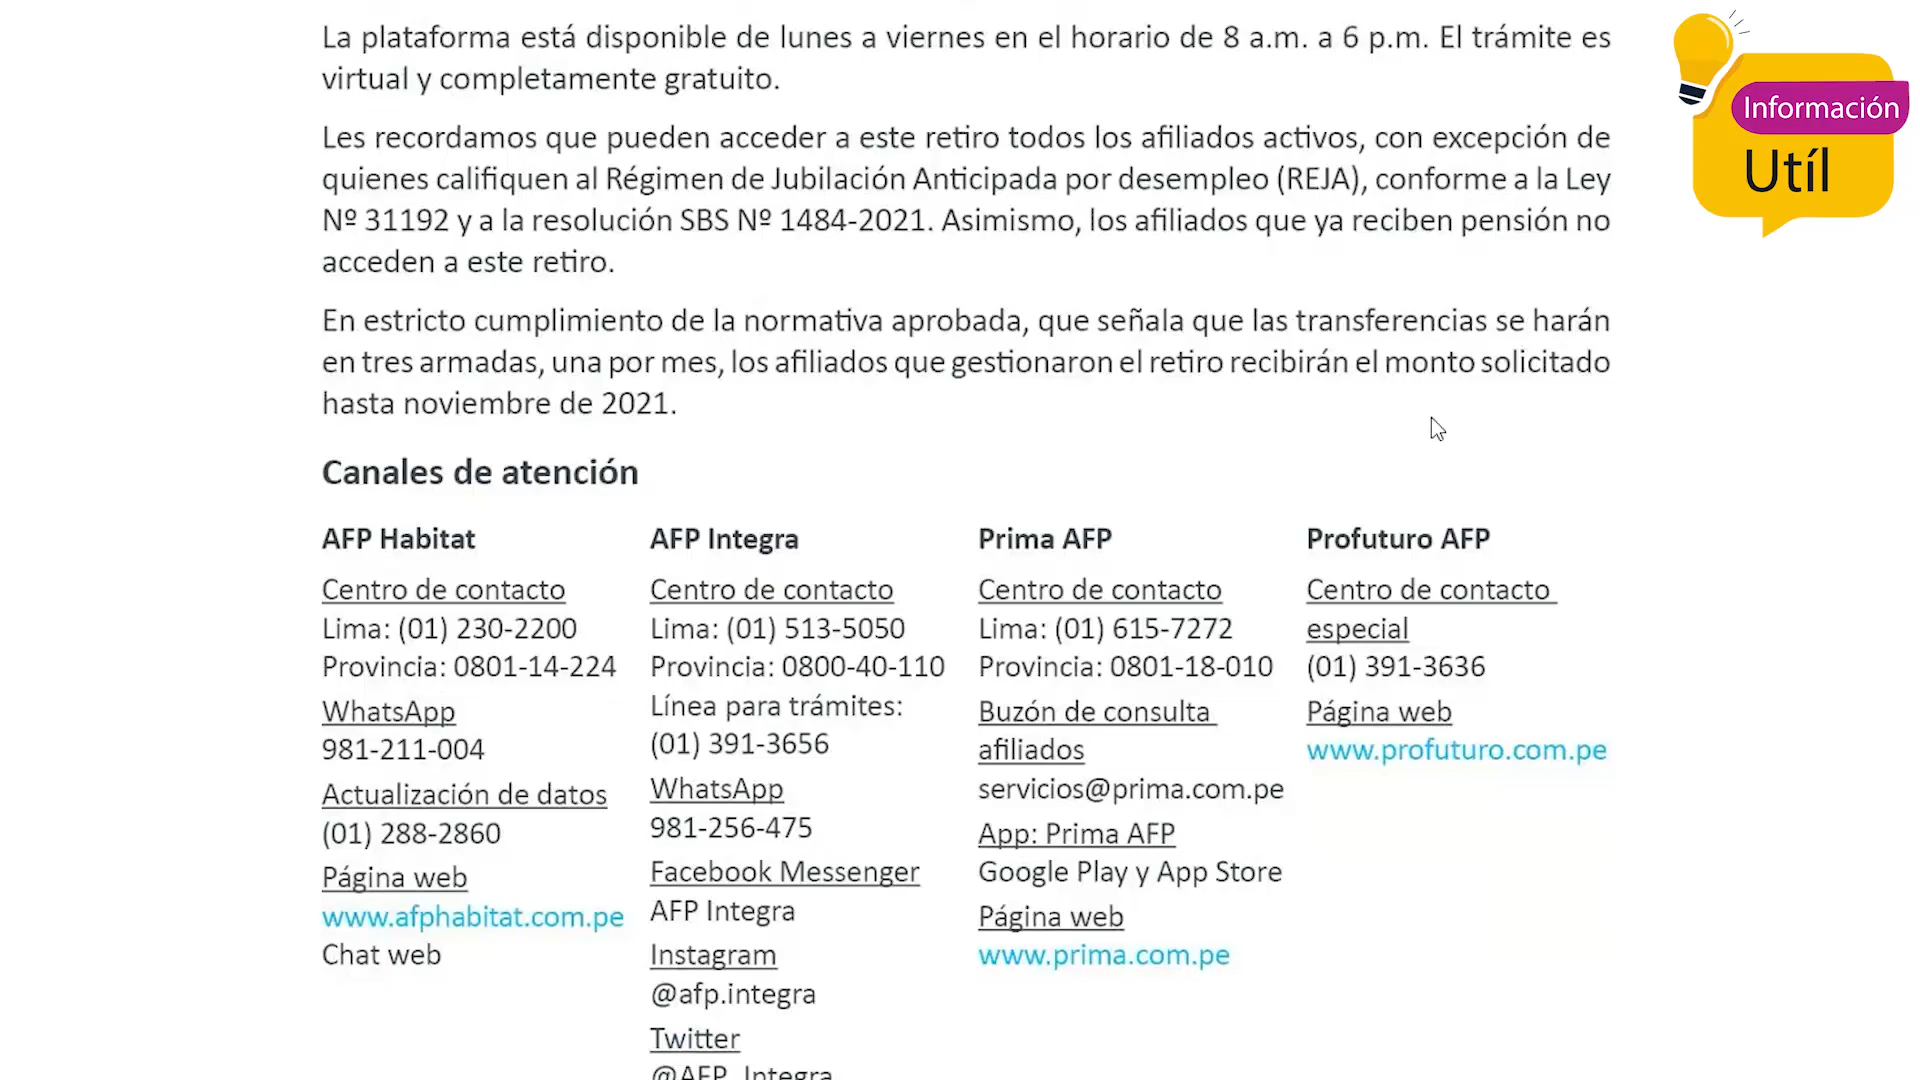 La plataforma está disponible de lunes a viernes en el horario de 8 a.m. a 6 p.m. El trámite es
virtual y completamente gratuito.
Les recordamos que pueden acceder a este retiro todos los afiliados activos, con excepción de
quienes califiquen al Régimen de Jubilación Anticipada por desempleo (REJA), conforme a la Ley
Nº 31192 y a la resolución SBS Nº 1484-2021. Asimismo, los afiliados que ya reciben pensión no
acceden a este retiro.
En estricto cumplimiento de la normativa aprobada, que señala que las transferencias se harán
en tres armadas, una por mes, los afiliados que gestionaron el retiro recibirán el monto solicitado
hasta noviembre de 2021.
Canales de atención
AFP Habitat
Centro de contacto
Lima: (01) 230-2200
Provincia: 0801-14-224
WhatsApp
981-211-004
Actualización de datos
(01) 288-2860
Página web
www.afphabitat.com.pe
Chat web
AFP Integra
Centro de contacto
Lima: (01) 513-5050
Provincia: 0800-40-110
Línea para trámites:
(01) 391-3656
WhatsApp
981-256-475
Facebook Messenger
AFP Integra
Instagram
@afp.integra
Twitter
@AFP_Integra
Prima AFP
Centro de contacto
Lima: (01) 615-7272
Provincia: 0801-18-010
Buzón de consulta
afiliados
servicios@prima.com.pe
App: Prima AFP
Google Play y App Store
Página web
www.prima.com.pe
Profuturo AFP
Centro de contacto
especial
(01) 391-3636
Página web
www.profuturo.com.pe
Información
Utíl